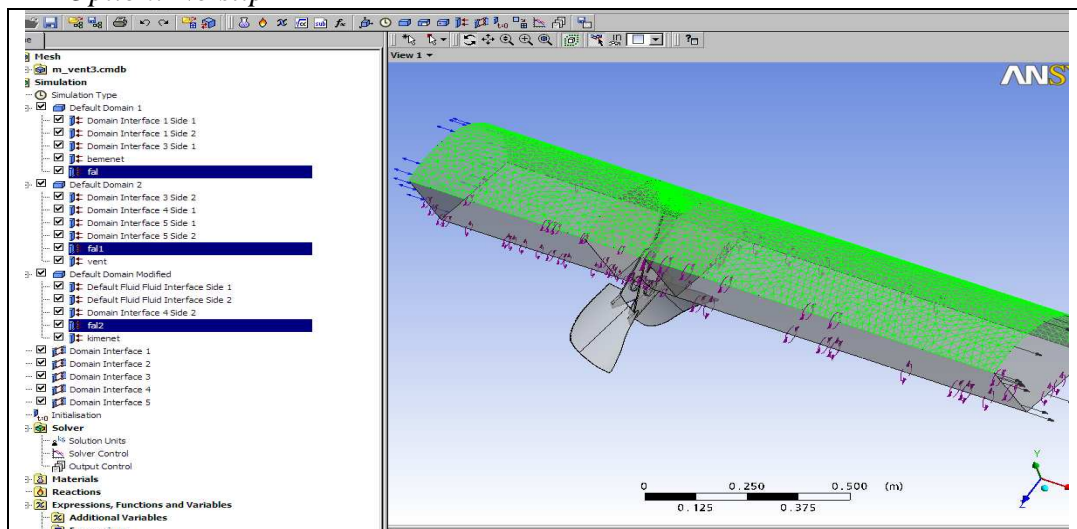 View 1
ANS
Mesh
m_vent3.cmdb
Simulation
Simulation Type
Default Domain 1
Domain Interface 1 Side 1
Domain Interface 1 Side 2
Domain Interface 3 Side 1
bemenet
fal
Default Domain 2
Domain Interface 3 Side 2
Domain Interface 4 Side 1
Domain Interface 5 Side 1
Domain Interface 5 Side 2
fal1
vent
Default Domain Modified
Default Fluid Fluid Interface Side 1
Default Fluid Fluid Interface Side 2
Domain Interface 4 Side 2
fal2
kimenet
Domain Interface 1
Domain Interface 2
Domain Interface 3
Domain Interface 4
Domain Interface 5
Initialisation
Solver
Solution Units
Solver Control
Output Control
Materials
Reactions
Expressions, Functions and Variables
Additional Variables
0 0.250 0.500 (m)
0.125 0.375
Y
Z